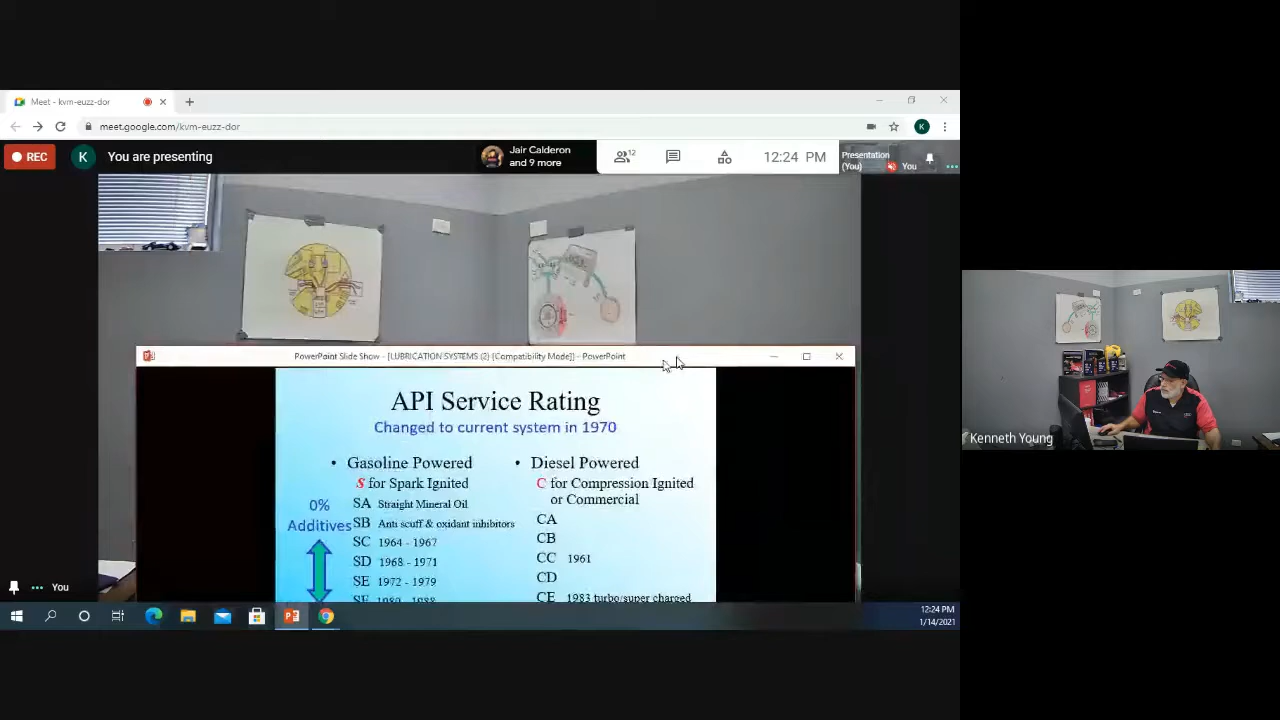 Meet - kvm-euzz-dor
meet.google.com/kvm-euzz-dor
K
REC
K
You are presenting
Jair Calderon
and 9 more
12
12:24 PM
Presentation
(You)
You
PowerPoint Slide Show - [LUBRICATION SYSTEMS (2) [Compatibility Mode]] - PowerPoint
API Service Rating
Changed to current system in 1970
• Gasoline Powered
S for Spark Ignited
0%
Additives
SA Straight Mineral Oil
SB Anti scuff & oxidant inhibitors
SC 1964 - 1967
SD 1968 - 1971
SE 1972 - 1979
SF 1980 - 1988
• Diesel Powered
C for Compression Ignited
or Commercial
CA
CB
CC 1961
CD
CE 1983 turbo/super charged
You
12:24 PM
1/14/2021
Kenneth Young